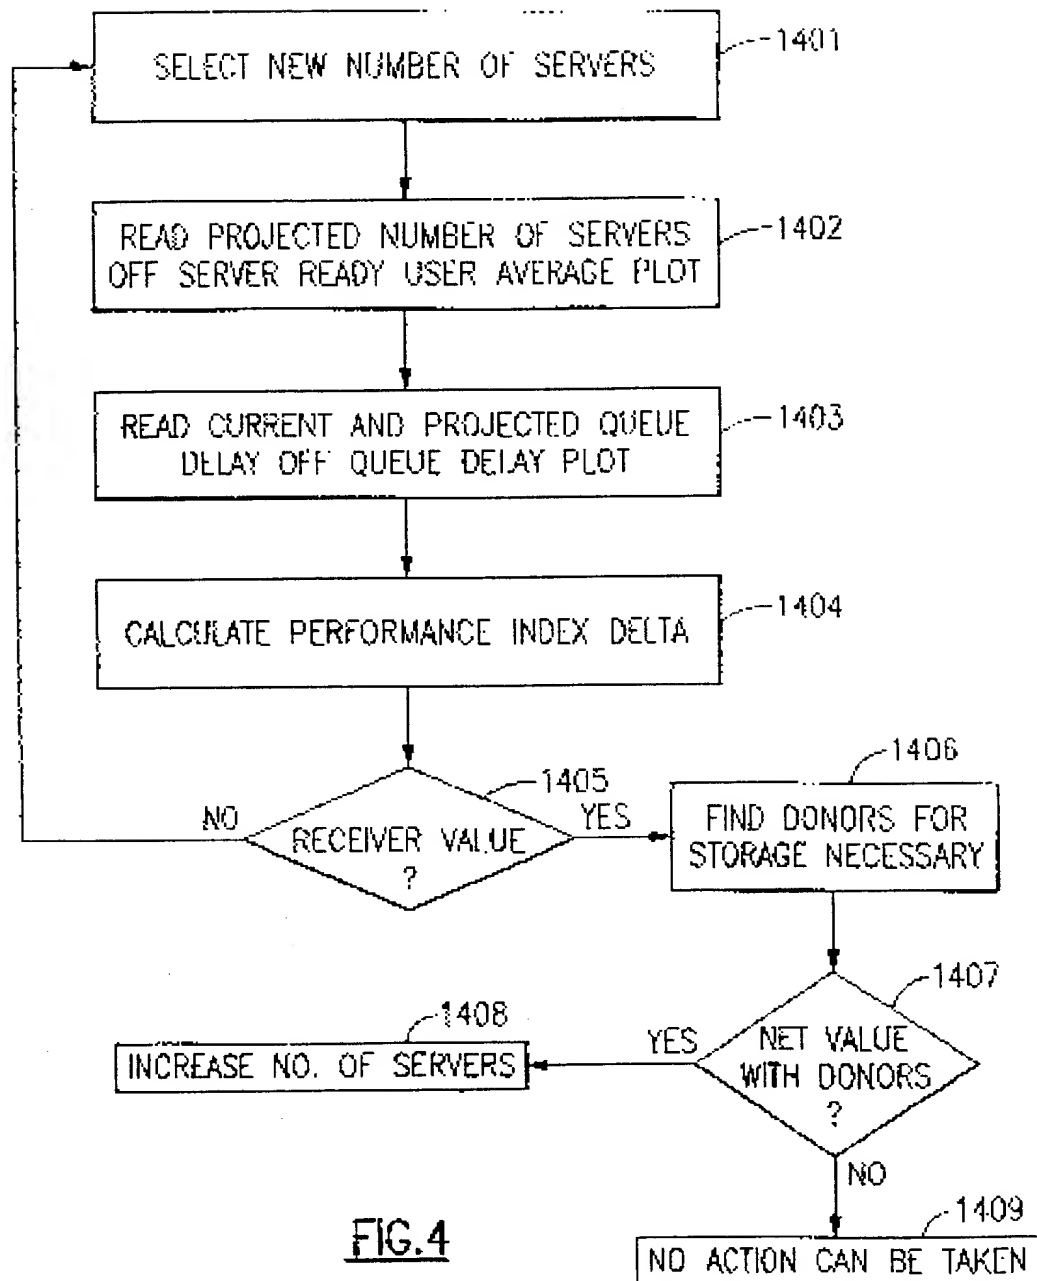 SELECT NEW NUMBER OF SERVERS
1401
READ PROJECTED NUMBER OF SERVERS
OFF SERVER READY USER AVERAGE PLOT
1402
READ CURRENT AND PROJECTED QUEUE
DELAY OFF QUEUE DELAY PLOT
1403
CALCULATE PERFORMANCE INDEX DELTA
1404
RECEIVER VALUE
?
1405
NO
YES
1406
FIND DONORS FOR
STORAGE NECESSARY
1407
NET VALUE
WITH DONORS
?
YES
1408
INCREASE NO. OF SERVERS
NO
1409
NO ACTION CAN BE TAKEN
FIG.4